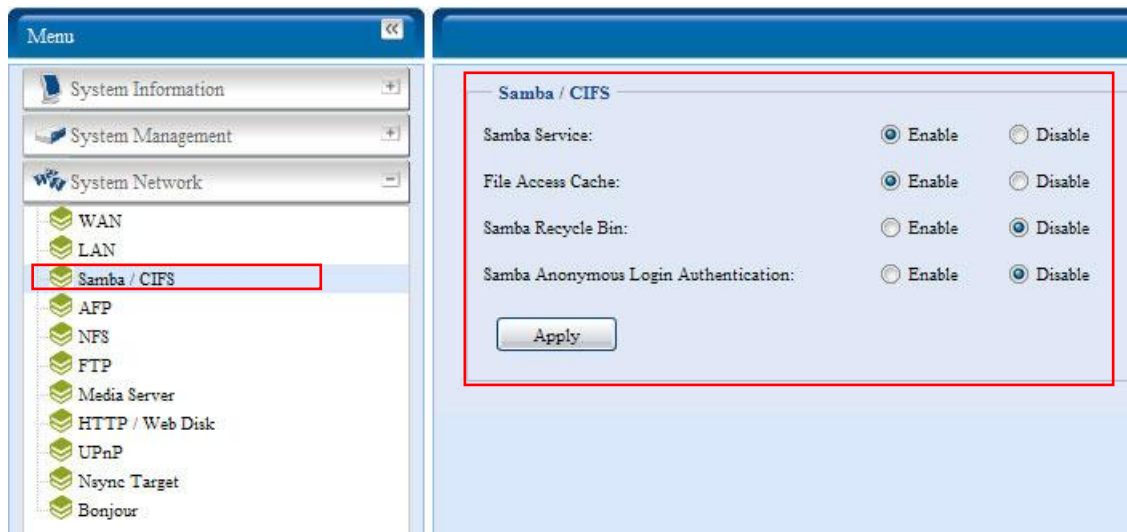 Menu
System Information
System Management
System Network
WAN
LAN
Samba / CIFS
AFP
NFS
FTP
Media Server
HTTP / Web Disk
UPnP
Nsync Target
Bonjour
Samba / CIFS
Samba Service: Enable Disable
File Access Cache: Enable Disable
Samba Recycle Bin: Enable Disable
Samba Anonymous Login Authentication: Enable Disable
Apply